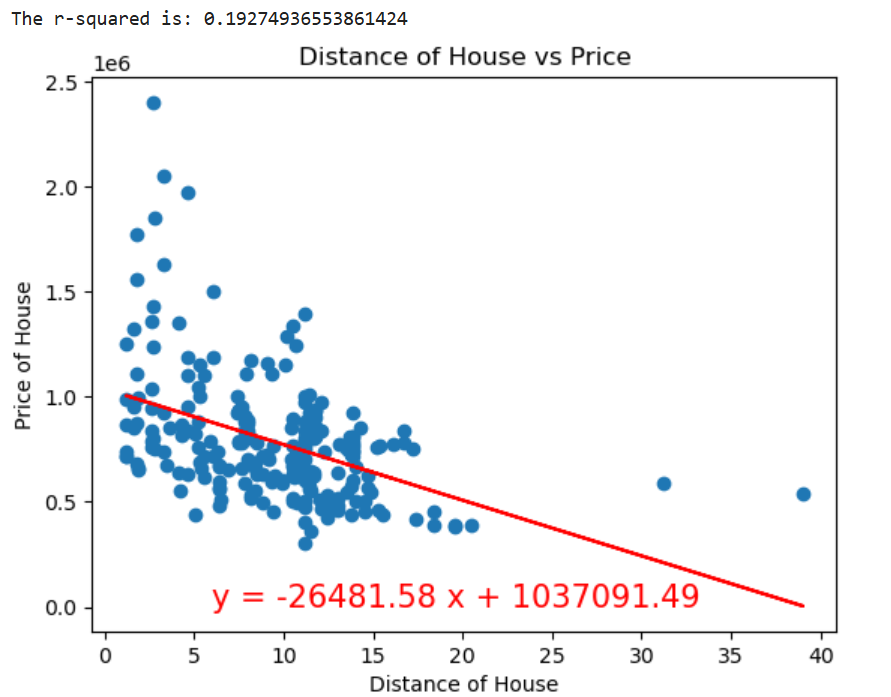 The r-squared is: 0.19274936553861424
Distance of House vs Price
1e6
2.5
2.0
1.5
1.0
0.5
0.0
Price of House
y = -26481.58 x + 1037091.49
0 5 10 15 20 25 30 35 40
Distance of House